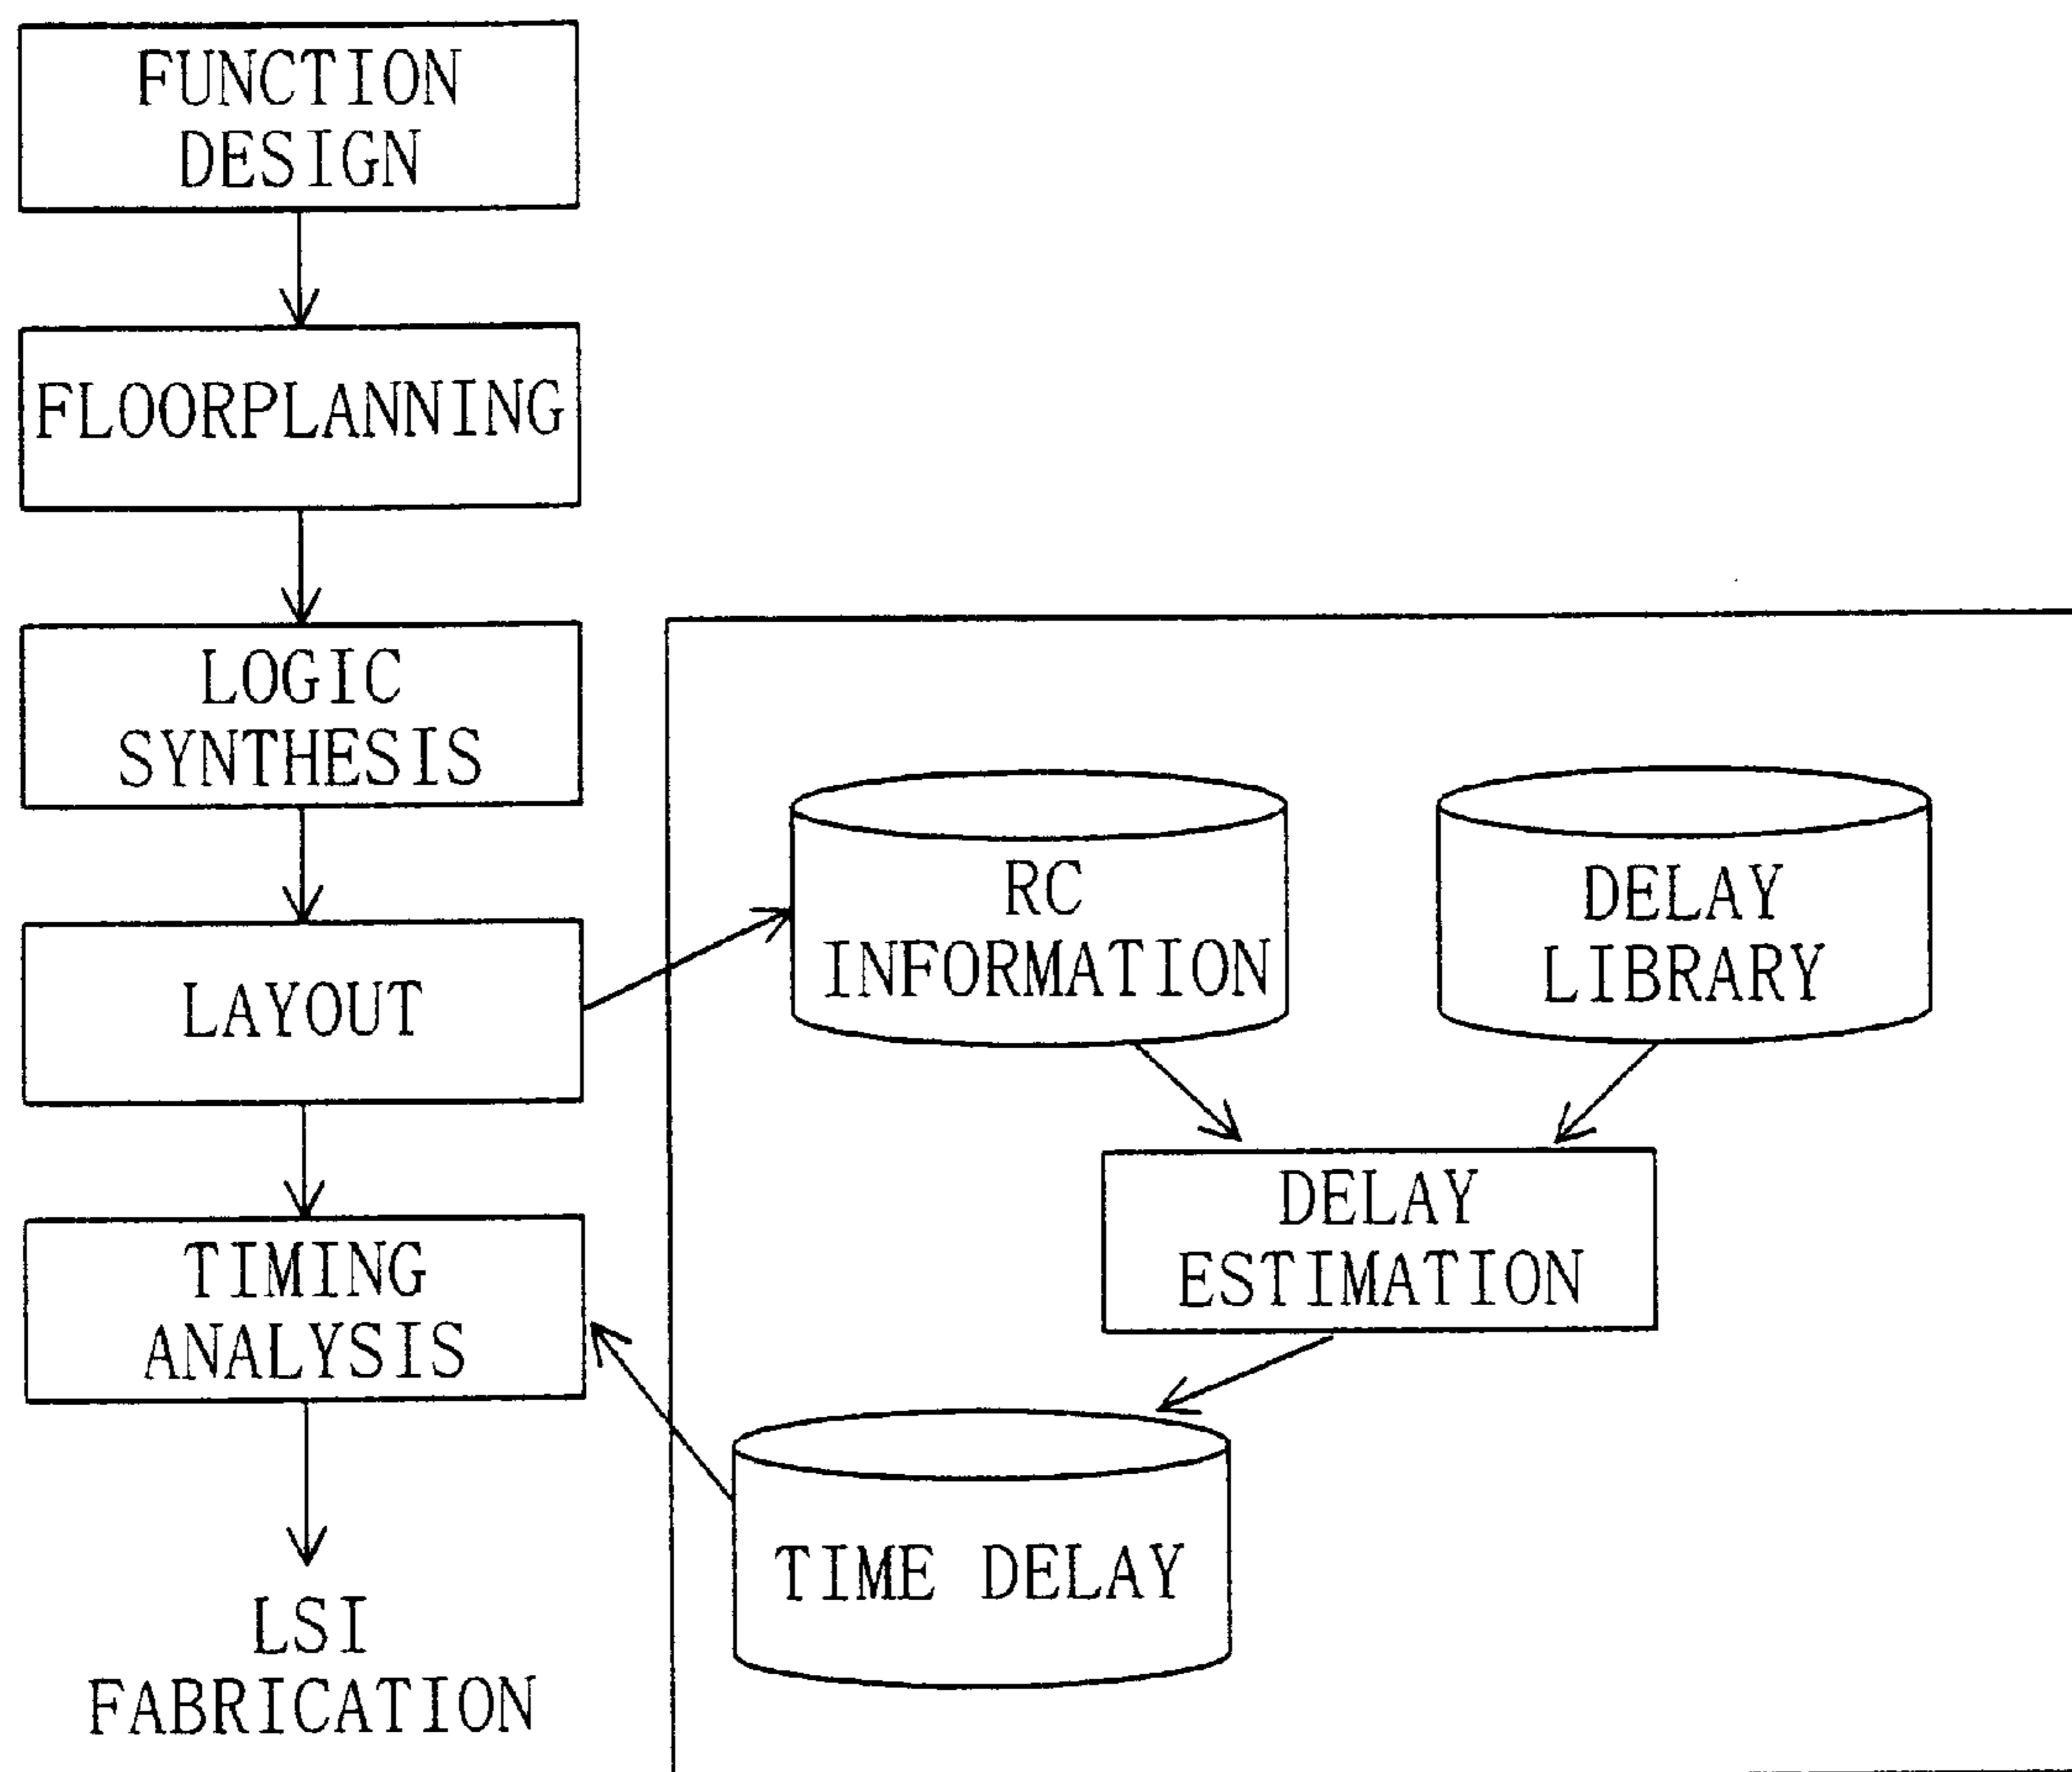 FUNCTION
DESIGN
FLOORPLANNING
LOGIC
SYNTHESIS
LAYOUT
TIMING
ANALYSIS
LSI
FABRICATION
RC
INFORMATION
DELAY
LIBRARY
DELAY
ESTIMATION
TIME DELAY